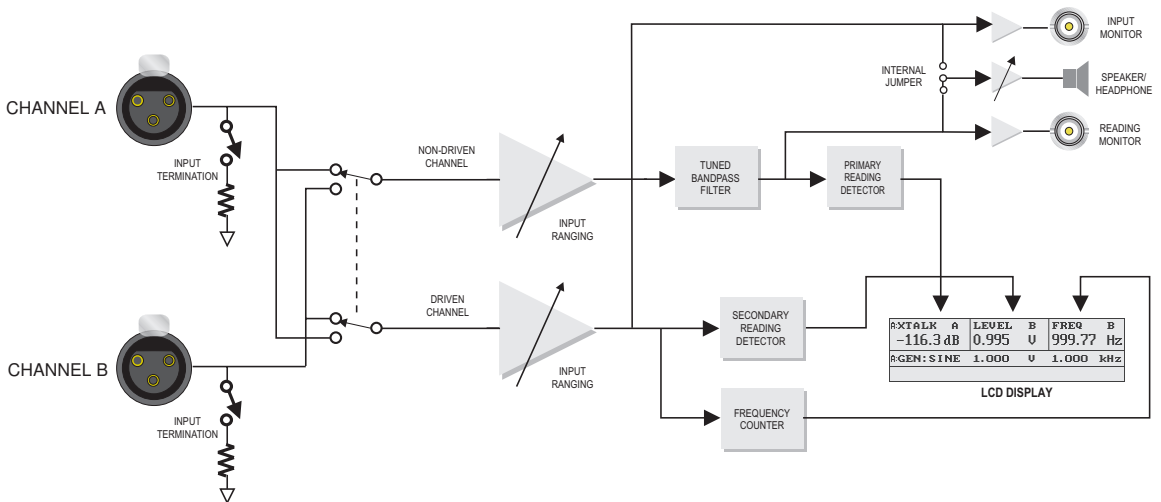 INPUT
MONITOR
INTERNAL
JUMPER
SPEAKER/
HEADPHONE
CHANNEL A
READING
MONITOR
INPUT
TERMINATION
NON-DRIVEN
CHANNEL
TUNED
BANDPASS
FILTER
PRIMARY
READING
DETECTOR
INPUT
RANGING
DRIVEN
CHANNEL
SECONDARY
READING
DETECTOR
A:XTALK A LEVEL B FREQ B
-116.3 dB 0.995 V 999.77 Hz
A:GEN:SINE 1.000 V 1.000 kHz
LCD DISPLAY
CHANNEL B
INPUT
RANGING
INPUT
TERMINATION
FREQUENCY
COUNTER